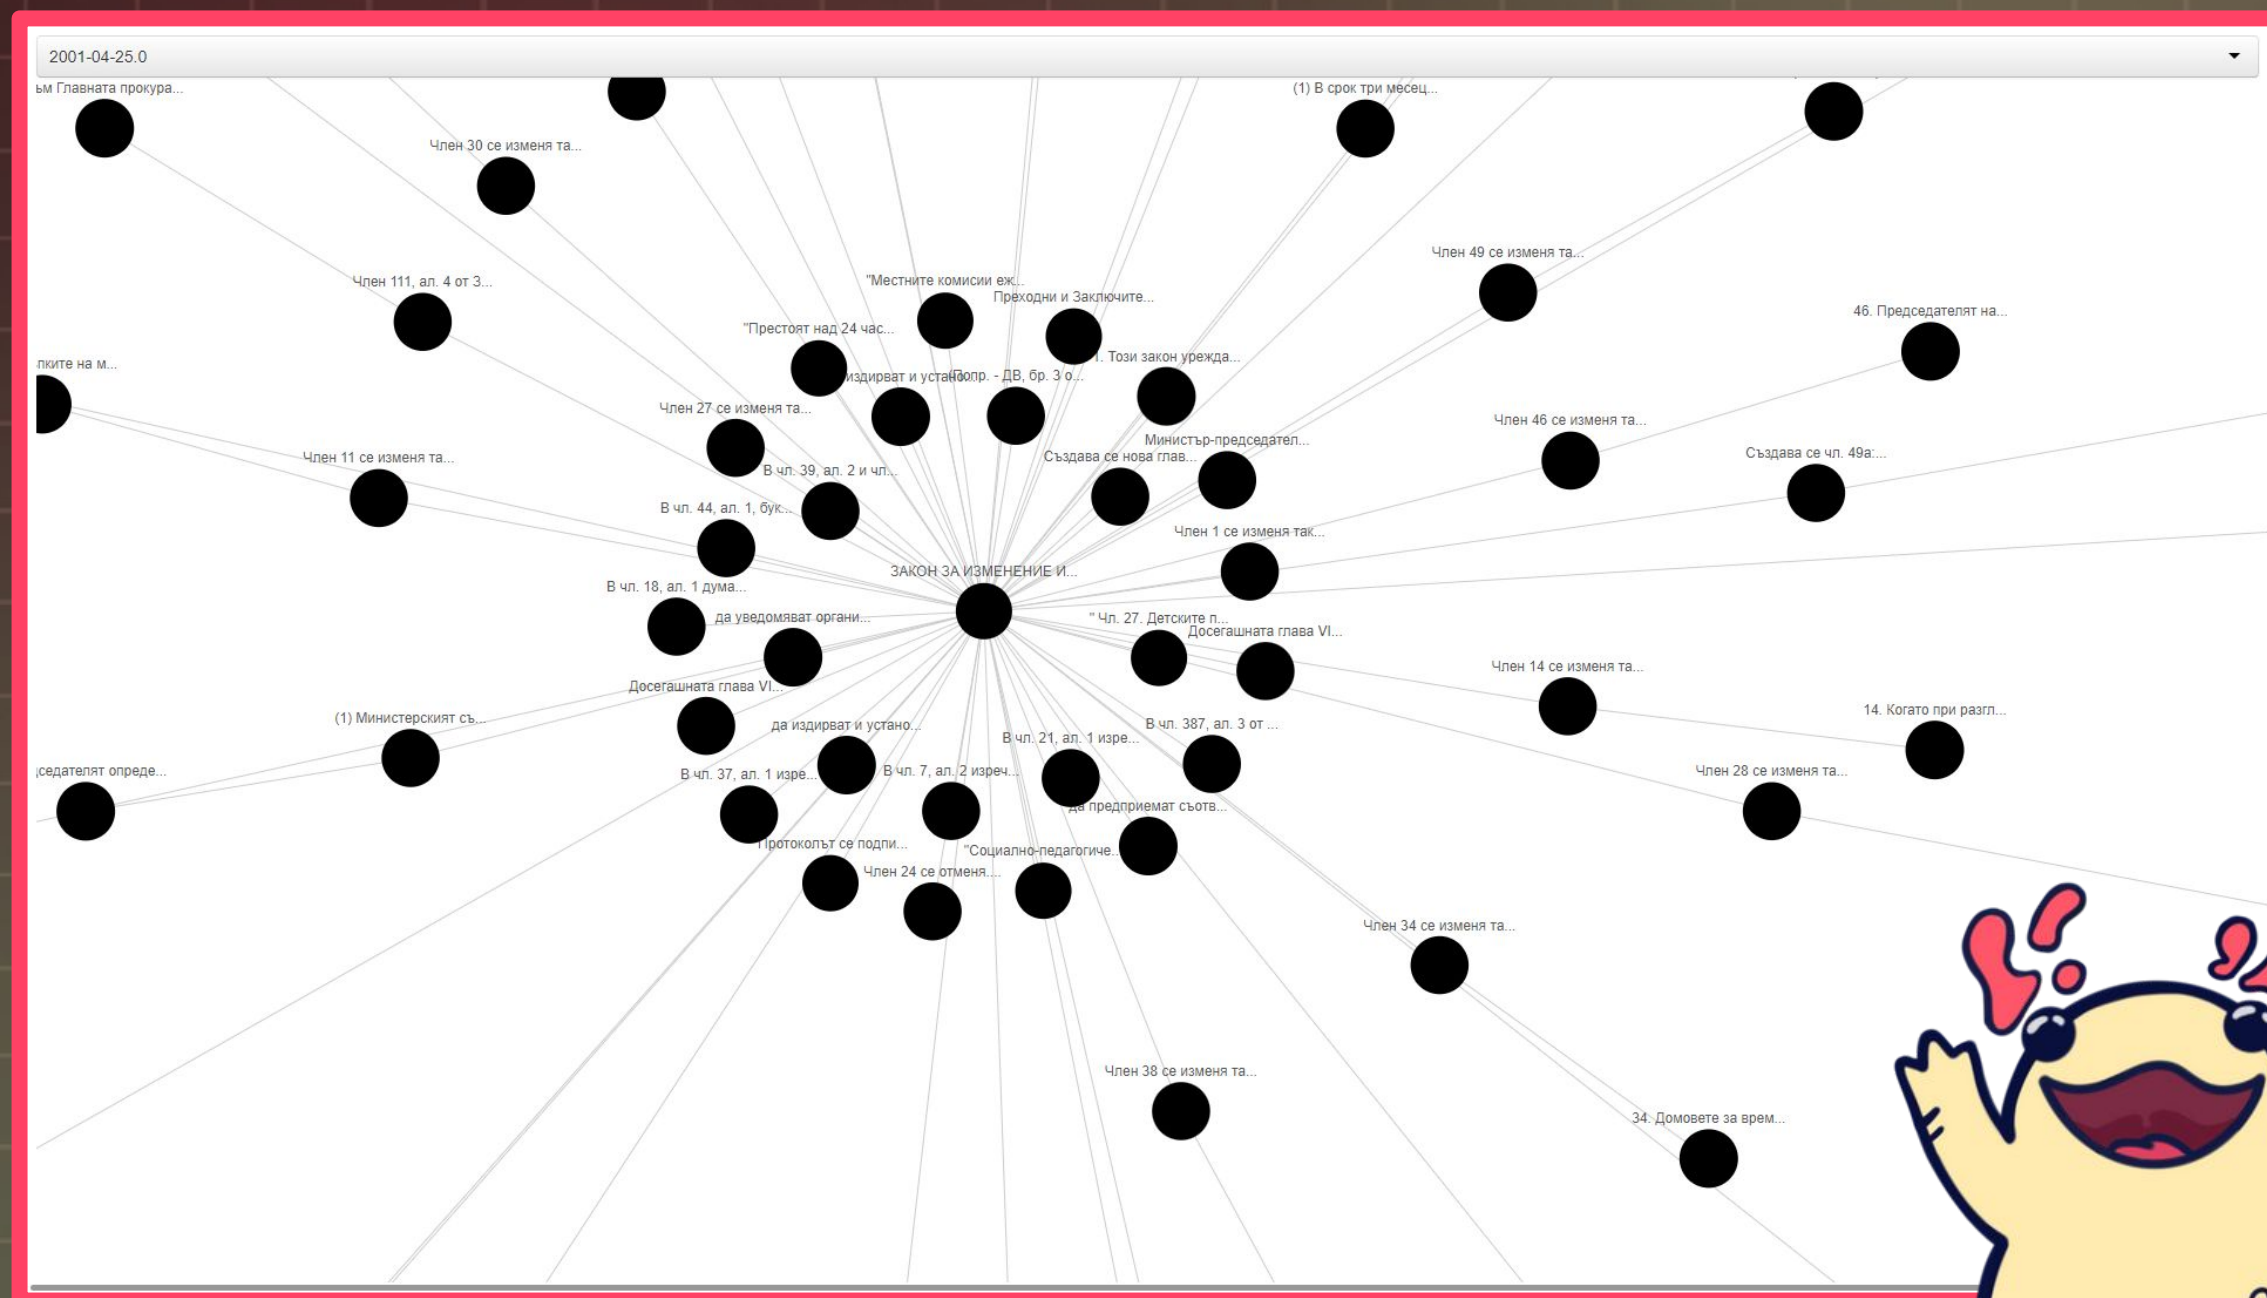 2001-04-25.0
ъм Главната прокура...
(1) В срок три месец...
Член 30 се изменя та...
Член 49 се изменя та...
Член 111, ал. 4 от З...
"Местните комисии еж...
Преходни и Заключите...
46. Председателят на...
"Престоят над 24 час...
1. Този закон урежда...
пките на м...
издирват и устано...
(Попр. - ДВ, бр. 3 о...
Член 27 се изменя та...
Член 46 се изменя та...
Министър-председател...
Създава се чл. 49а:...
Член 11 се изменя та...
Създава се нова глав...
В чл. 39, ал. 2 и чл...
В чл. 44, ал. 1, бук...
Член 1 се изменя так...
ЗАКОН ЗА ИЗМЕНЕНИЕ И...
В чл. 18, ал. 1 дума...
да уведомяват органи...
" Чл. 27. Детските п...
Досегашната глава VI...
Член 14 се изменя та...
Досегашната глава VI...
14. Когато при разгл...
(1) Министерският съ...
да издирват и устано...
В чл. 387, ал. 3 от ...
В чл. 21, ал. 1 изре...
седателят опреде...
В чл. 37, ал. 1 изре...
В чл. 7, ал. 2 изреч...
Член 28 се изменя та...
да предприемат съотв...
Протоколът се подпи...
"Социално-педагогиче...
Член 24 се отменя....
Член 34 се изменя та...
Член 38 се изменя та...
34. Домовете за врем...